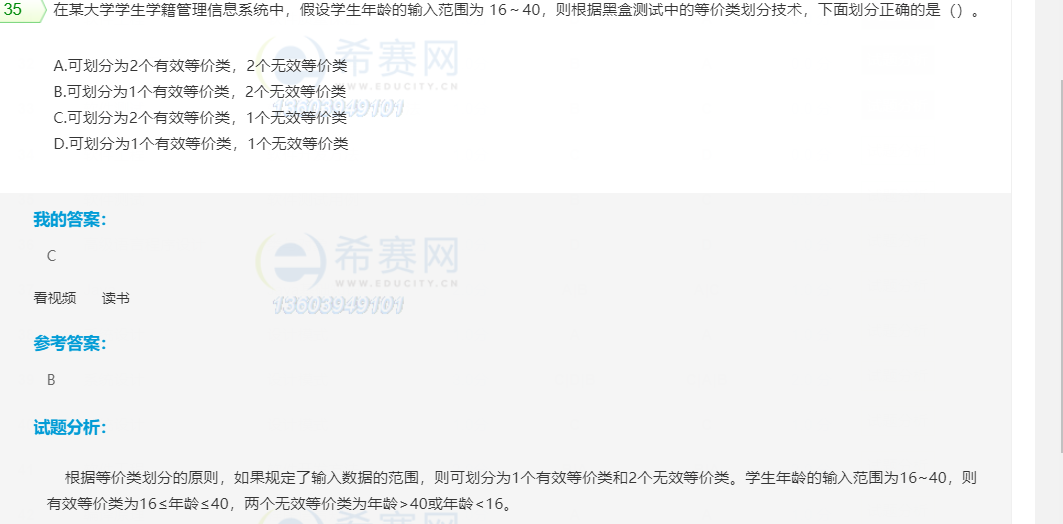 35 在某大学学生学籍管理信息系统中，假设学生年龄的输入范围为 16～40，则根据黑盒测试中的等价类划分技术，下面划分正确的是（）。
A.可划分为2个有效等价类，2个无效等价类
B.可划分为1个有效等价类，2个无效等价类
C.可划分为2个有效等价类，1个无效等价类
D.可划分为1个有效等价类，1个无效等价类
希赛网
WWW.EDUCITY.CN
13603949101
我的答案：
C
看视频 读书
希赛网
WWW.EDUCITY.CN
13603949101
参考答案：
B
试题分析：
根据等价类划分的原则，如果规定了输入数据的范围，则可划分为1个有效等价类和2个无效等价类。学生年龄的输入范围为16~40，则
有效等价类为16≤年龄≤40，两个无效等价类为年龄>40或年龄<16。